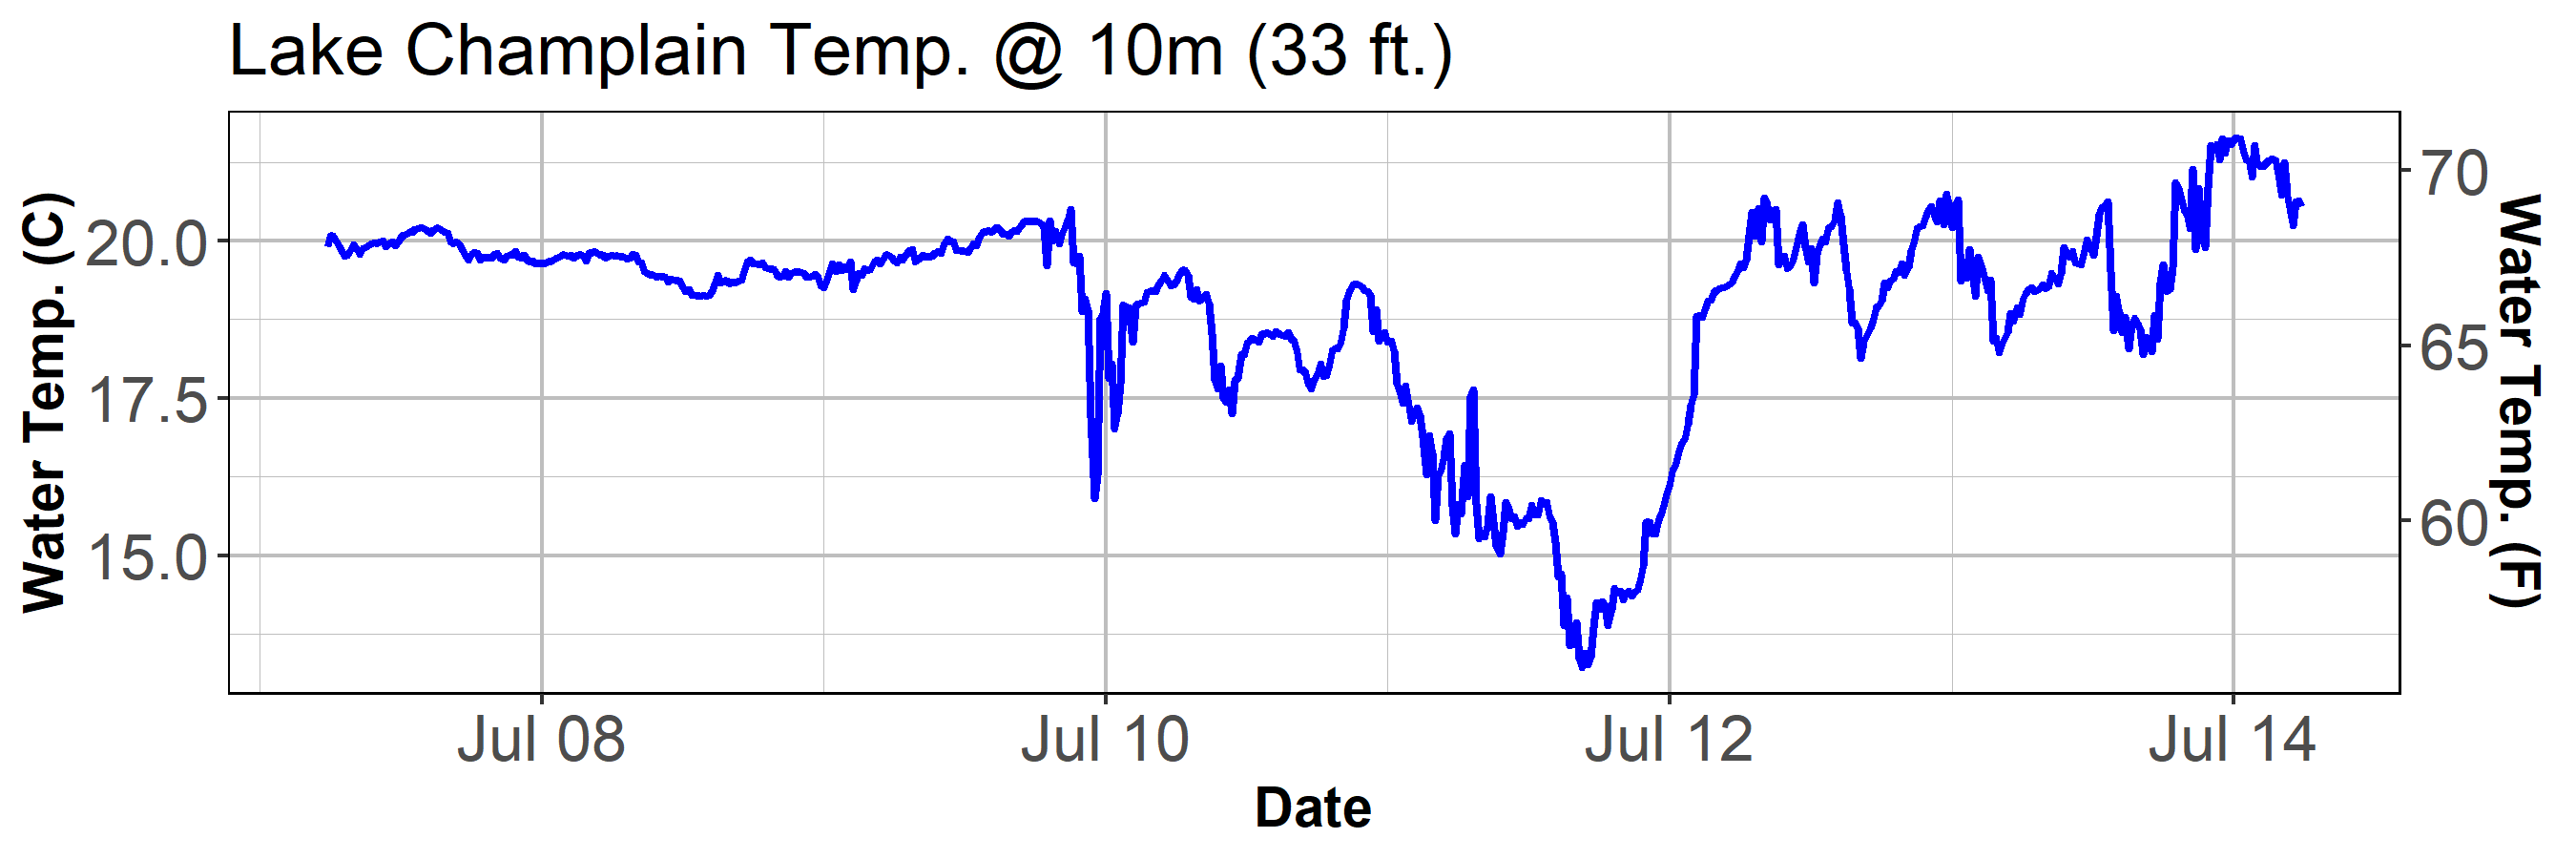 Lake Champlain Temp. @ 10m (33 ft.)
Water Temp. (C)
20.0
17.5
15.0
70
65
60
Water Temp. (F)
Jul 08
Jul 10
Jul 12
Jul 14
Date